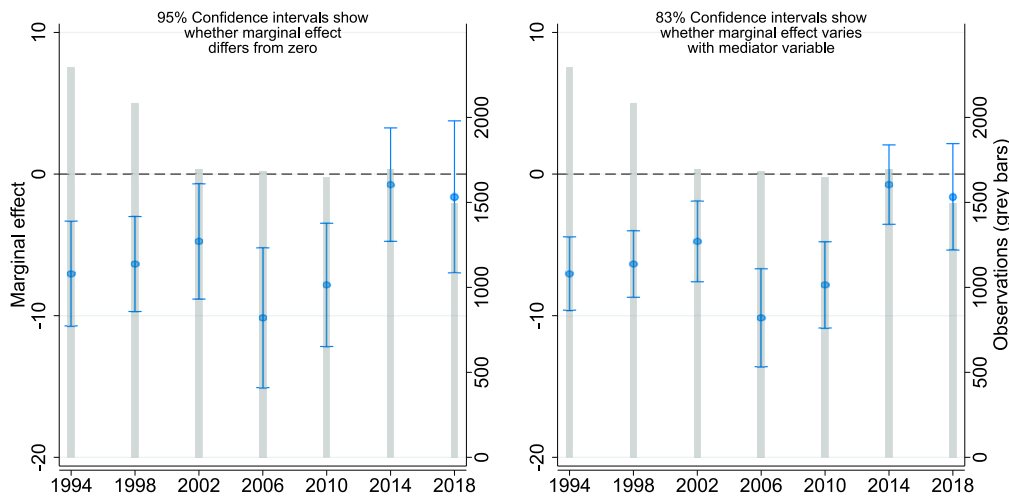 95% Confidence intervals show
whether marginal effect
differs from zero
10
0
-10
-20
Marginal effect
2000
1500
1000
500
0
1994 1998 2002 2006 2010 2014 2018
83% Confidence intervals show
whether marginal effect varies
with mediator variable
10
0
-10
-20
2000
1500
1000
500
0
Observations (grey bars)
1994 1998 2002 2006 2010 2014 2018